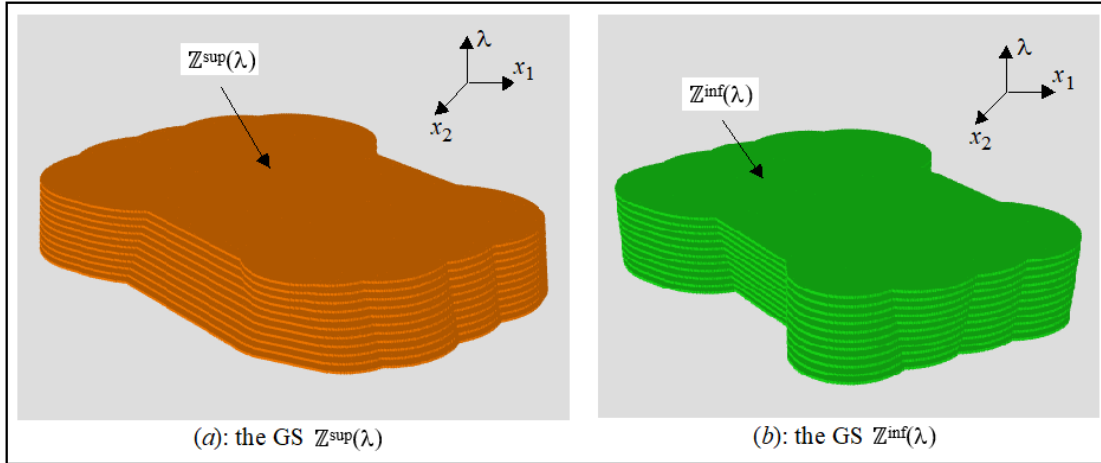 ℤsup(λ)
λ
x1
x2
(a): the GS ℤsup(λ)
ℤinf(λ)
λ
x1
x2
(b): the GS ℤinf(λ)